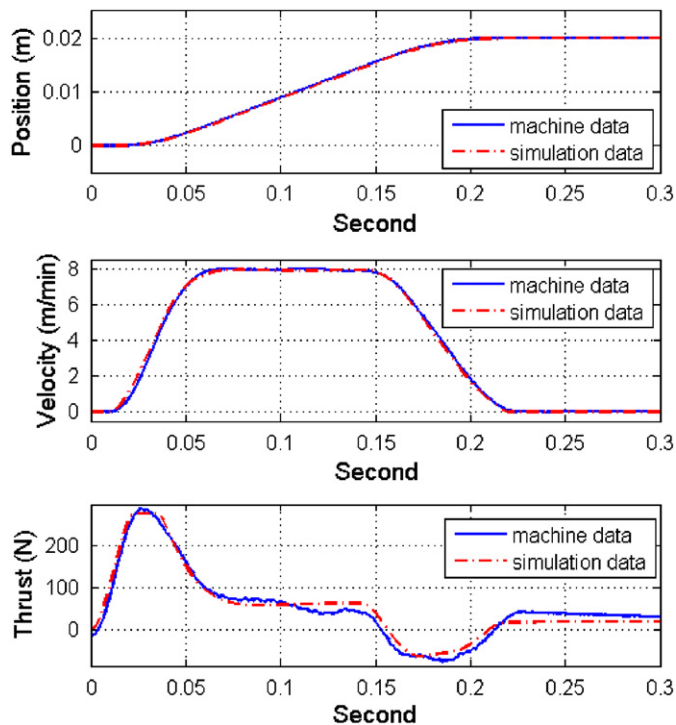 Position (m)
0.02
0.01
0
machine data
simulation data
0 0.05 0.1 0.15 0.2 0.25 0.3
Second
Velocity (m/min)
8
6
4
2
0
machine data
simulation data
0 0.05 0.1 0.15 0.2 0.25 0.3
Second
Thrust (N)
200
100
0
machine data
simulation data
0 0.05 0.1 0.15 0.2 0.25 0.3
Second